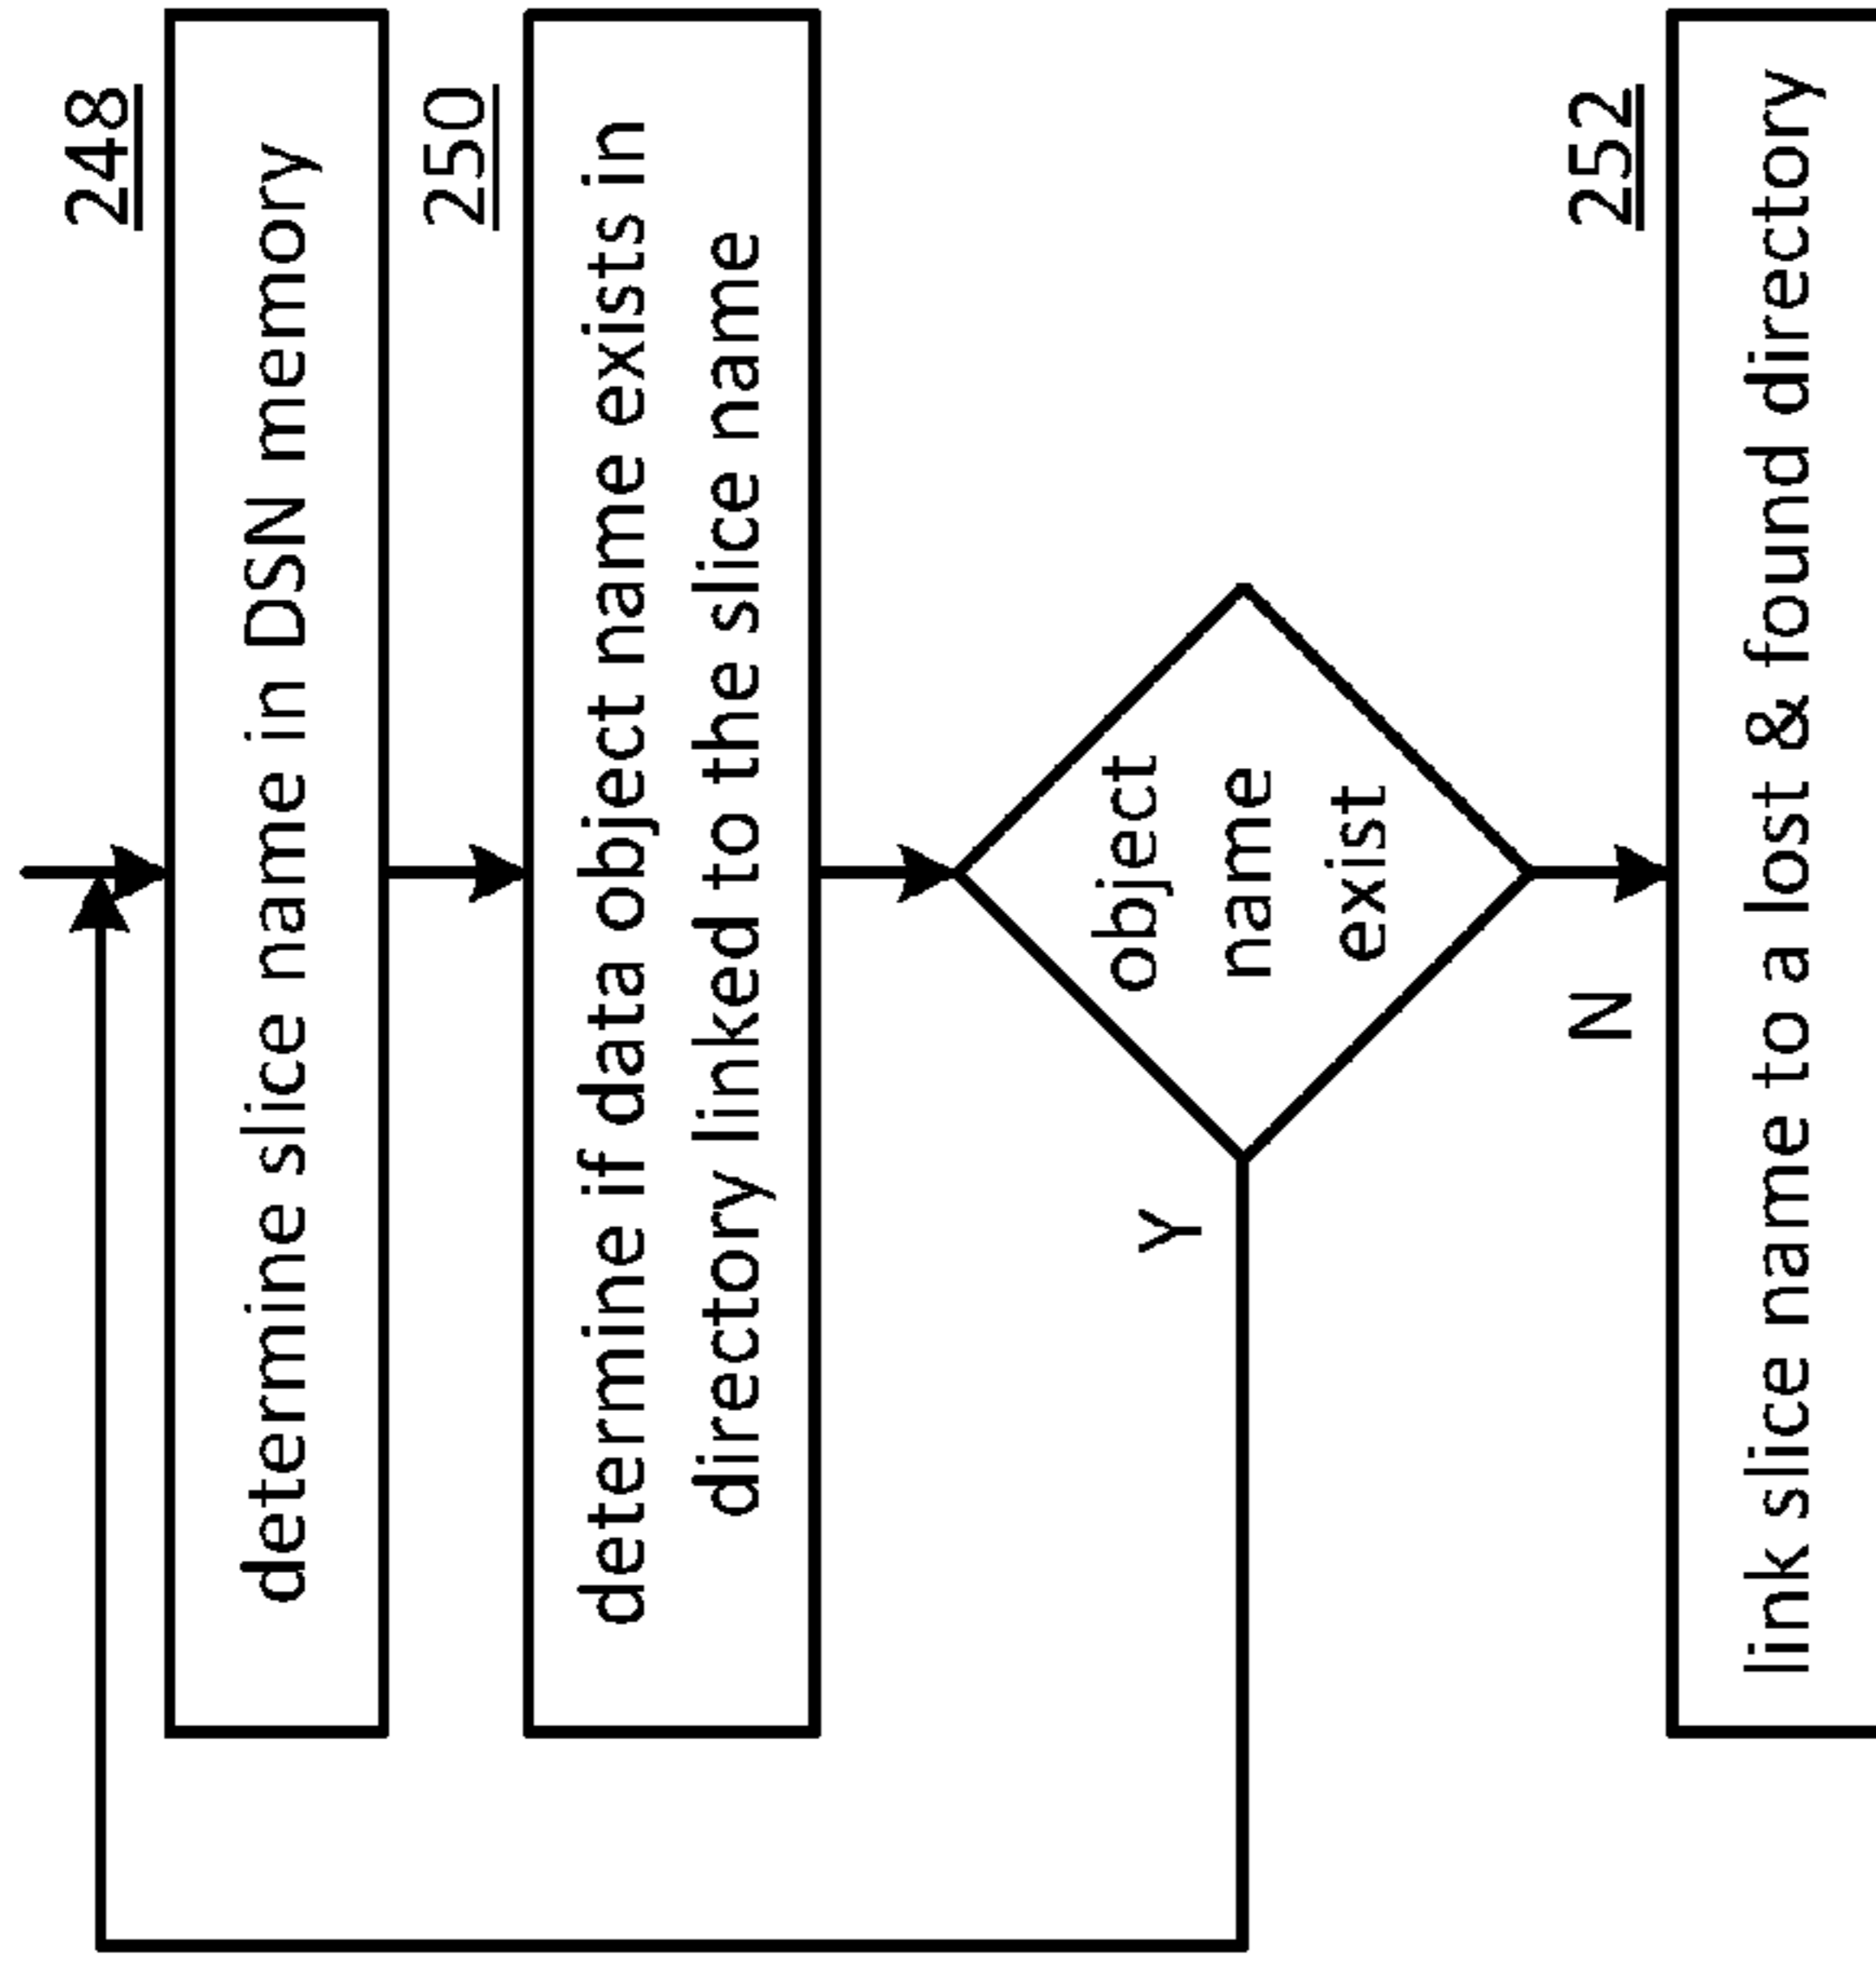 248
determine slice name in DSN memory
250
determine if data object name exists in
directory linked to the slice name
object
name
exist
Y
N
252
link slice name to a lost & found directory